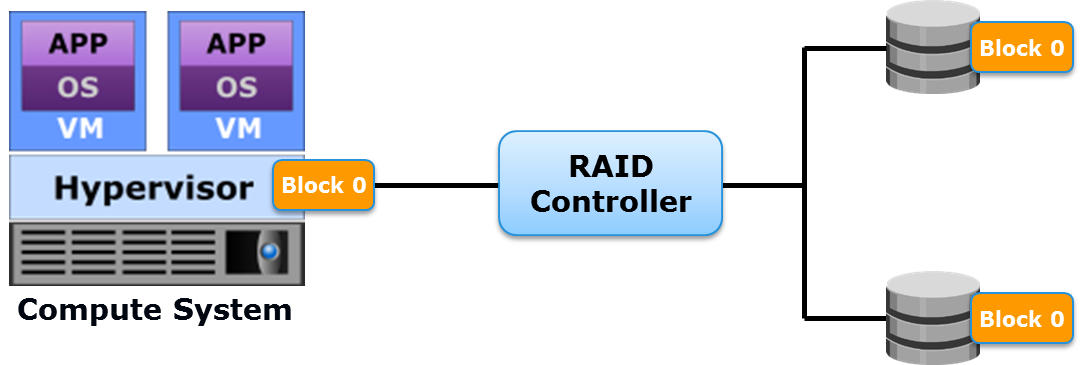 APP
OS
VM
APP
OS
VM
Hypervisor
Block 0
Compute System
RAID
Controller
Block 0
Block 0